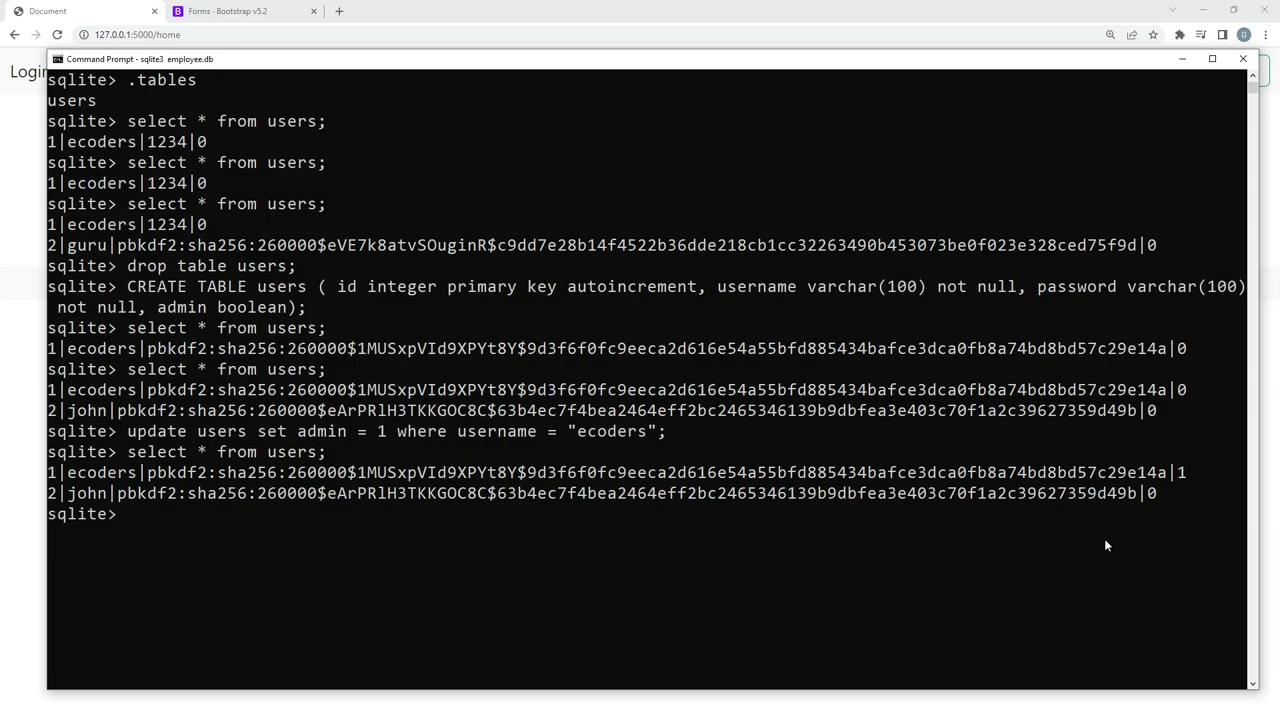 Document
Forms · Bootstrap v5.2
127.0.0.1:5000/home
G
Login
Command Prompt - sqlite3 employee.db
sqlite> .tables
users
sqlite> select * from users;
1|ecoders|1234|0
sqlite> select * from users;
1|ecoders|1234|0
sqlite> select * from users;
1|ecoders|1234|0
2|guru|pbkdf2:sha256:260000$eVE7k8atvSOuginR$c9dd7e28b14f4522b36dde218cb1cc32263490b453073be0f023e328ced75f9d|0
sqlite> drop table users;
sqlite> CREATE TABLE users ( id integer primary key autoincrement, username varchar(100) not null, password varchar(100)
not null, admin boolean);
sqlite> select * from users;
1|ecoders|pbkdf2:sha256:260000$1MUSxpVId9XPYt8Y$9d3f6f0fc9eeca2d616e54a55bfd885434bafce3dca0fb8a74bd8bd57c29e14a|0
sqlite> select * from users;
1|ecoders|pbkdf2:sha256:260000$1MUSxpVId9XPYt8Y$9d3f6f0fc9eeca2d616e54a55bfd885434bafce3dca0fb8a74bd8bd57c29e14a|0
2|john|pbkdf2:sha256:260000$eArPRlH3TKKGOC8C$63b4ec7f4bea2464eff2bc2465346139b9dbfea3e403c70f1a2c39627359d49b|0
sqlite> update users set admin = 1 where username = "ecoders";
sqlite> select * from users;
1|ecoders|pbkdf2:sha256:260000$1MUSxpVId9XPYt8Y$9d3f6f0fc9eeca2d616e54a55bfd885434bafce3dca0fb8a74bd8bd57c29e14a|1
2|john|pbkdf2:sha256:260000$eArPRlH3TKKGOC8C$63b4ec7f4bea2464eff2bc2465346139b9dbfea3e403c70f1a2c39627359d49b|0
sqlite>